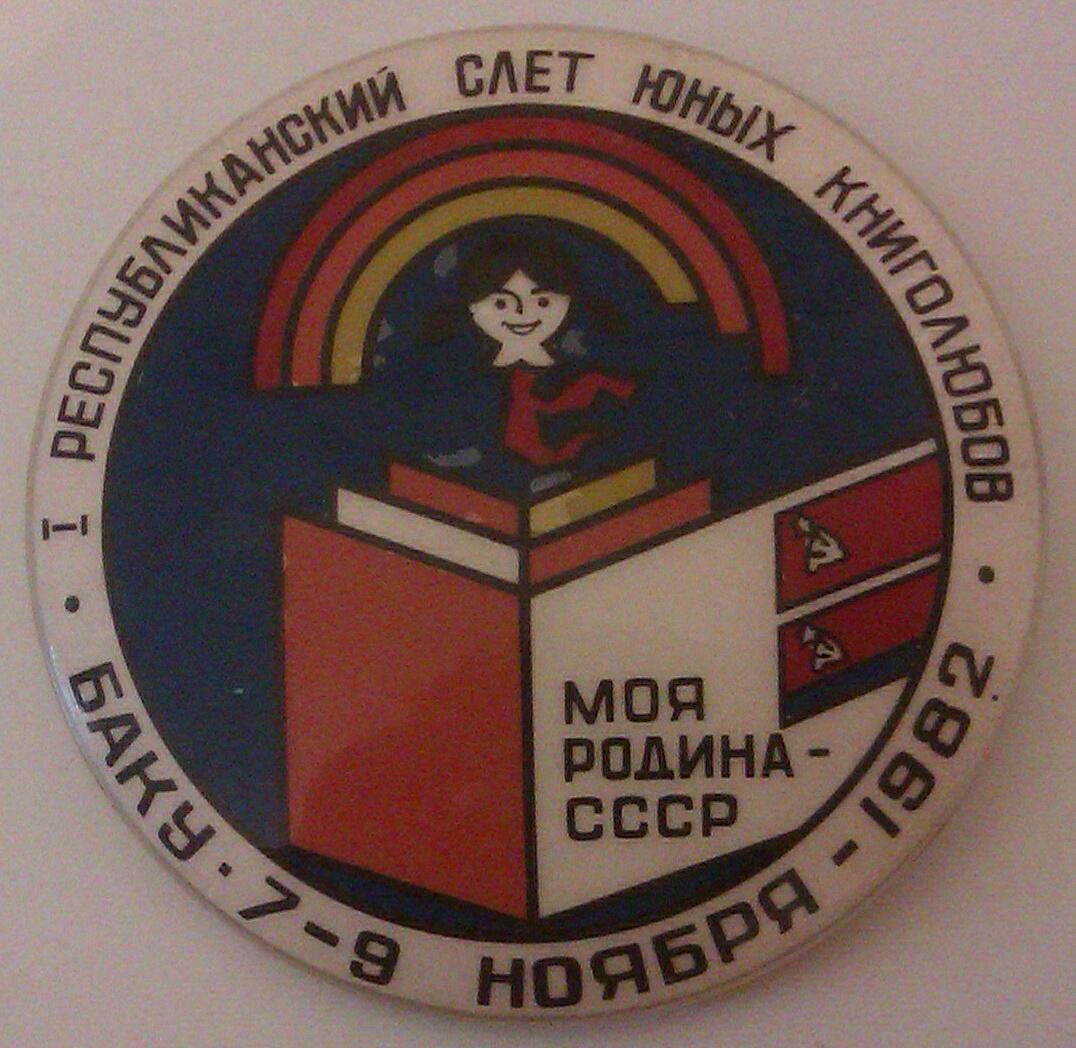 I РЕСПУБЛИКАНСКИЙ СЛЕТ ЮНЫХ КНИГОЛЮБОВ
МОЯ
РОДИНА-
СССР
• БАКУ • 7-9 НОЯБРЯ - 1982 •